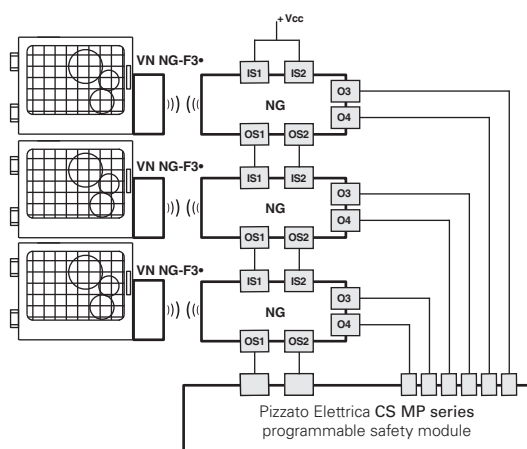 + Vcc
VN NG-F3•
IS1 IS2
O3
NG
O4
OS1 OS2
VN NG-F3•
IS1 IS2
O3
NG
O4
OS1 OS2
VN NG-F3•
IS1 IS2
O3
NG
O4
OS1 OS2
Pizzato Elettrica CS MP series
programmable safety module